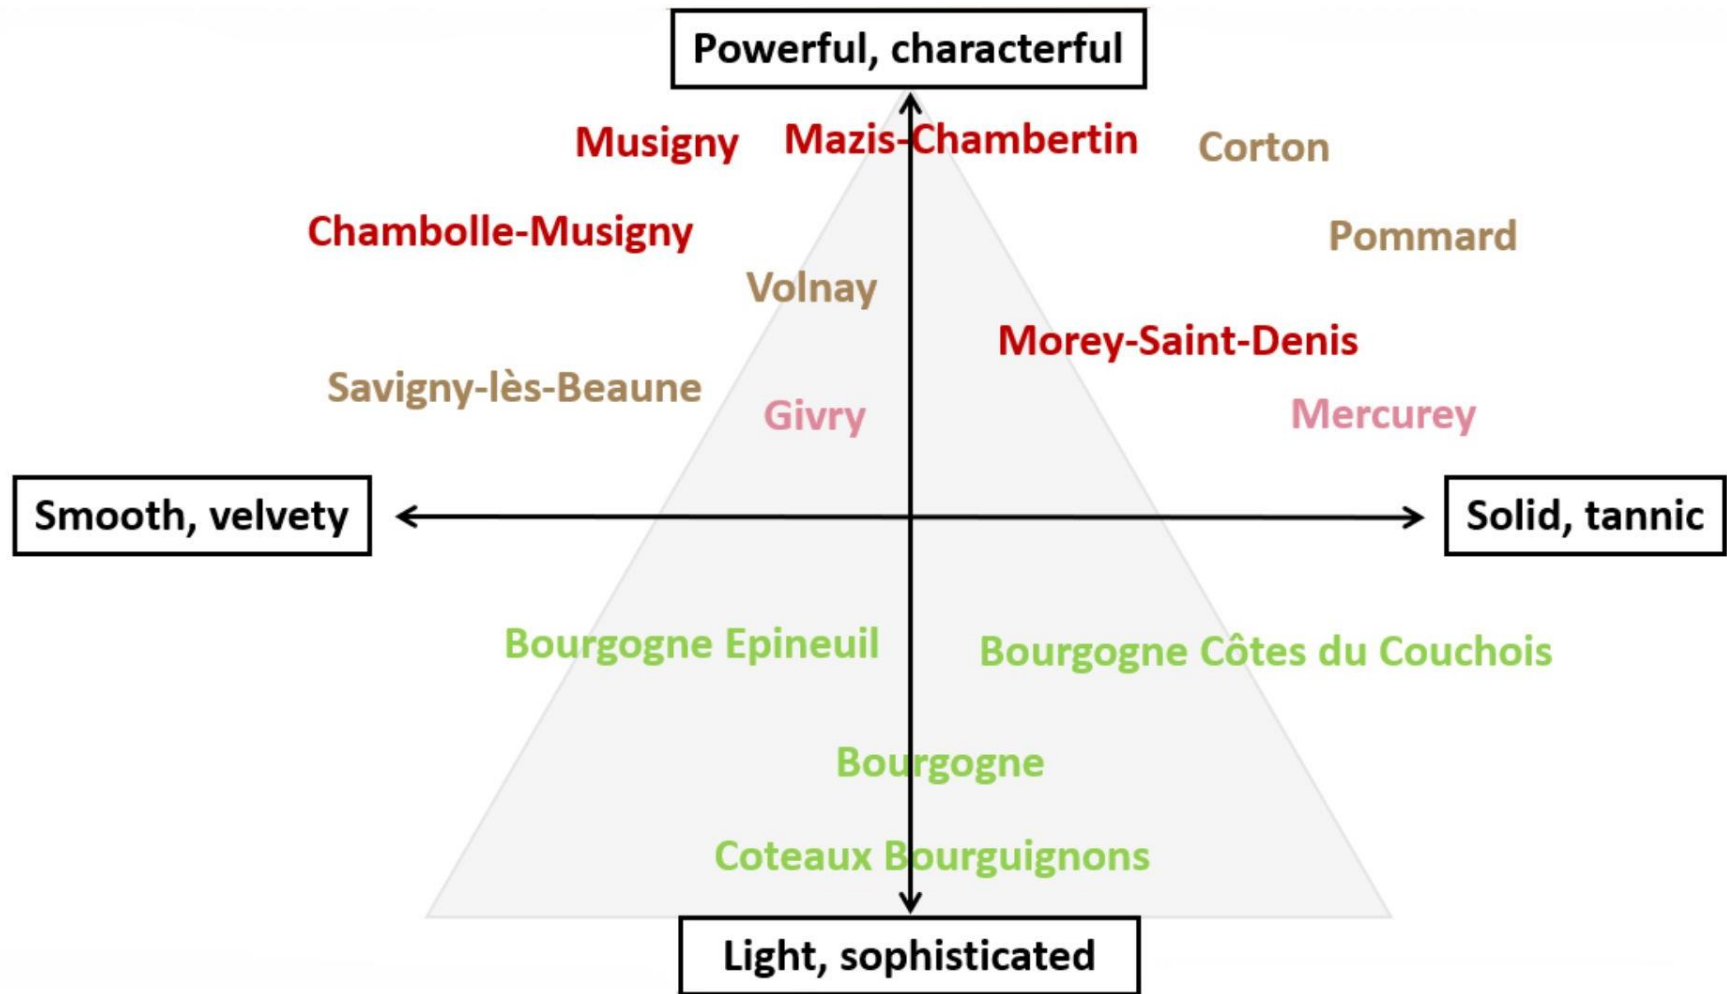 Powerful, characterful
Musigny
Mazis-Chambertin
Corton
Chambolle-Musigny
Pommard
Volnay
Morey-Saint-Denis
Savigny-lès-Beaune
Givry
Mercurey
Smooth, velvety
Solid, tannic
Bourgogne Epineuil
Bourgogne Côtes du Couchois
Bourgogne
Coteaux Bourguignons
Light, sophisticated